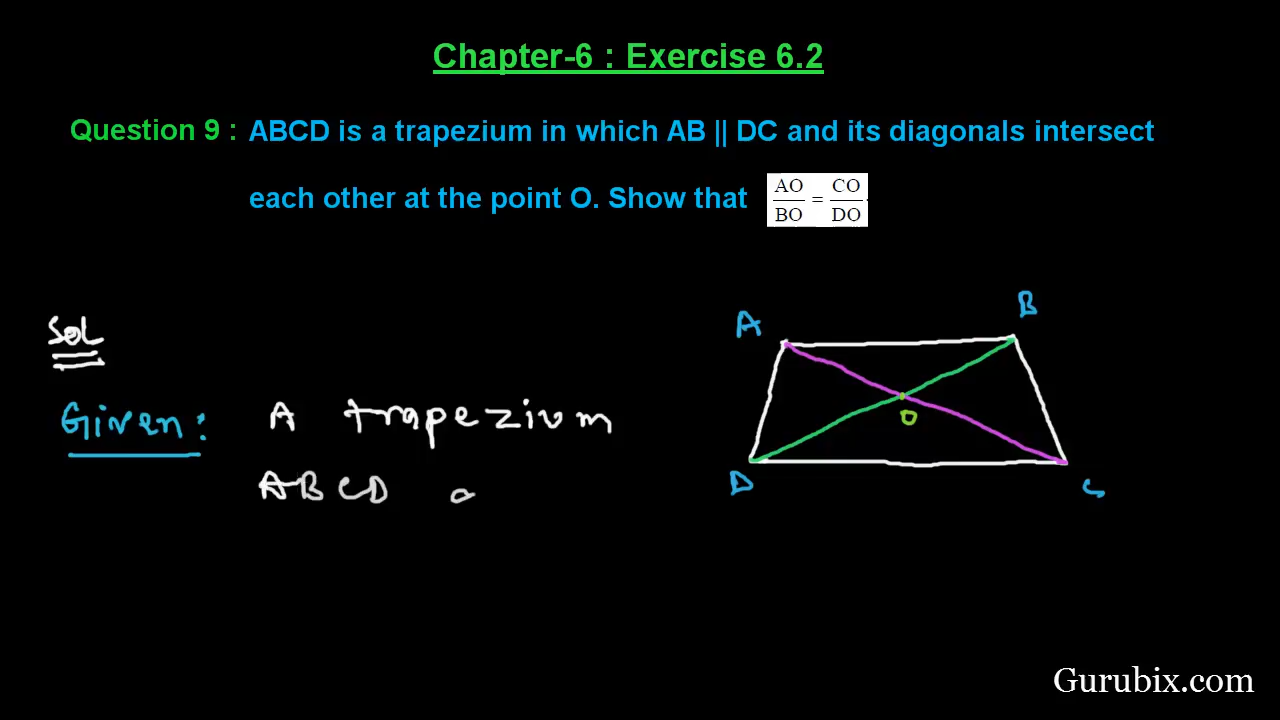 Chapter-6 : Exercise 6.2
Question 9 : ABCD is a trapezium in which AB || DC and its diagonals intersect
each other at the point O. Show that AO/BO = CO/DO
Sol
Given: A trapezium
ABCD a
A
B
O
D
C
Gurubix.com